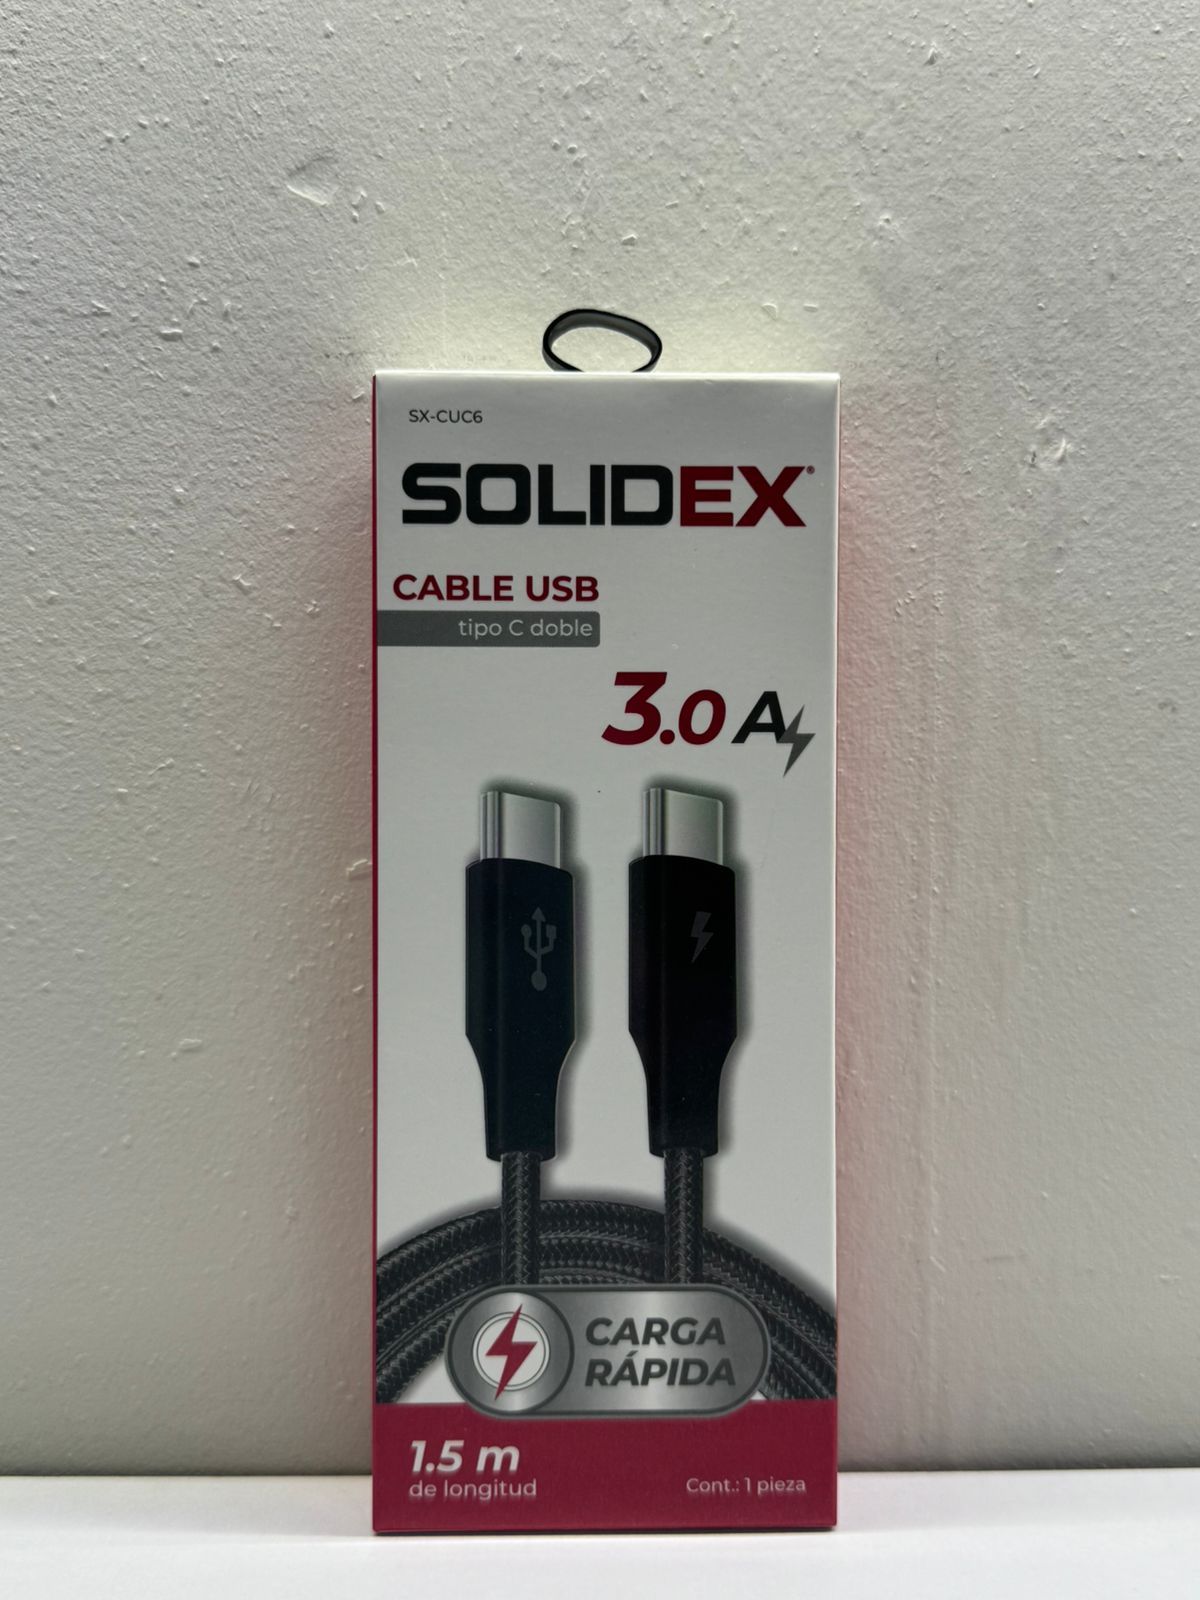 SX-CUC6
SOLIDEX®
CABLE USB
tipo C doble
3.0 A
CARGA
RÁPIDA
1.5 m
de longitud
Cont.: 1 pieza